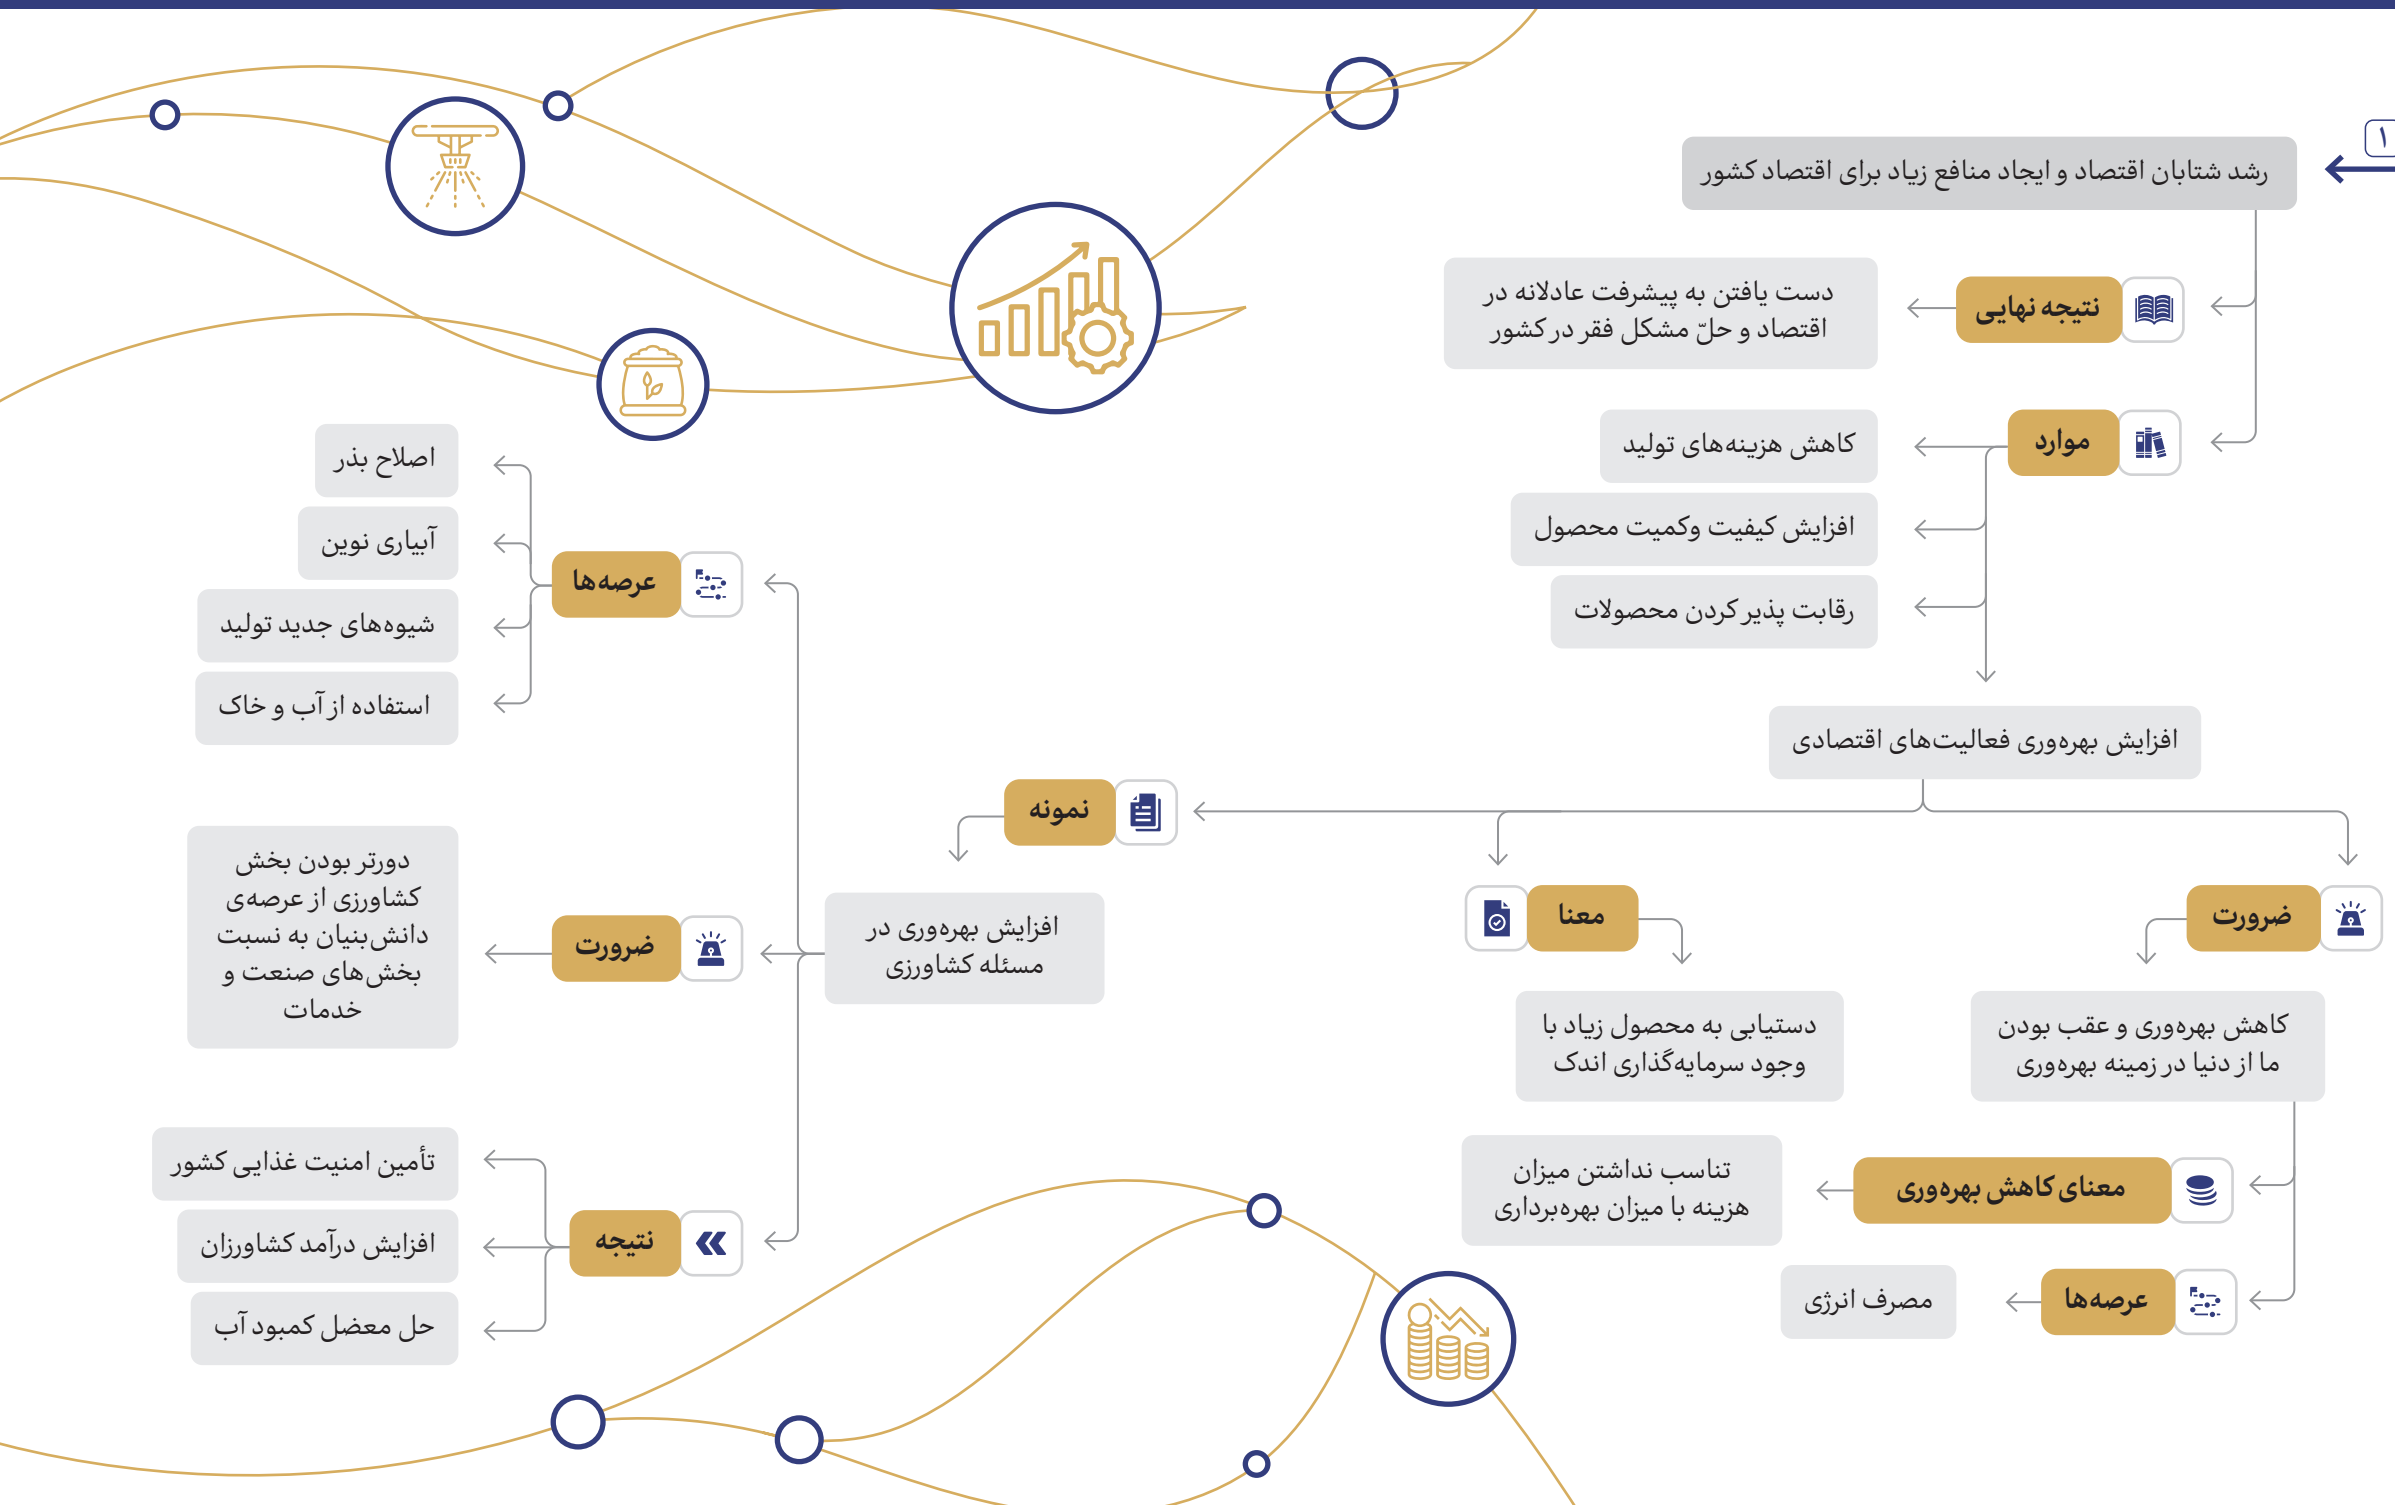 ۱
رشد شتابان اقتصاد و ایجاد منافع زیاد برای اقتصاد کشور
نتیجه نهایی
دست یافتن به پیشرفت عادلانه در
اقتصاد و حلّ مشکل فقر در کشور
موارد
کاهش هزینه‌های تولید
افزایش کیفیت وکمیت محصول
رقابت پذیر کردن محصولات
افزایش بهره‌وری فعالیت‌های اقتصادی
ضرورت
کاهش بهره‌وری و عقب بودن
ما از دنیا در زمینه بهره‌وری
معنای کاهش بهره‌وری
تناسب نداشتن میزان
هزینه با میزان بهره‌برداری
عرصه‌ها
مصرف انرژی
معنا
دستیابی به محصول زیاد با
وجود سرمایه‌گذاری اندک
نمونه
افزایش بهره‌وری در
مسئله کشاورزی
عرصه‌ها
اصلاح بذر
آبیاری نوین
شیوه‌های جدید تولید
استفاده از آب و خاک
ضرورت
دورتر بودن بخش
کشاورزی از عرصه‌ی
دانش‌بنیان به نسبت
بخش‌های صنعت و
خدمات
نتیجه
تأمین امنیت غذایی کشور
افزایش درآمد کشاورزان
حل معضل کمبود آب